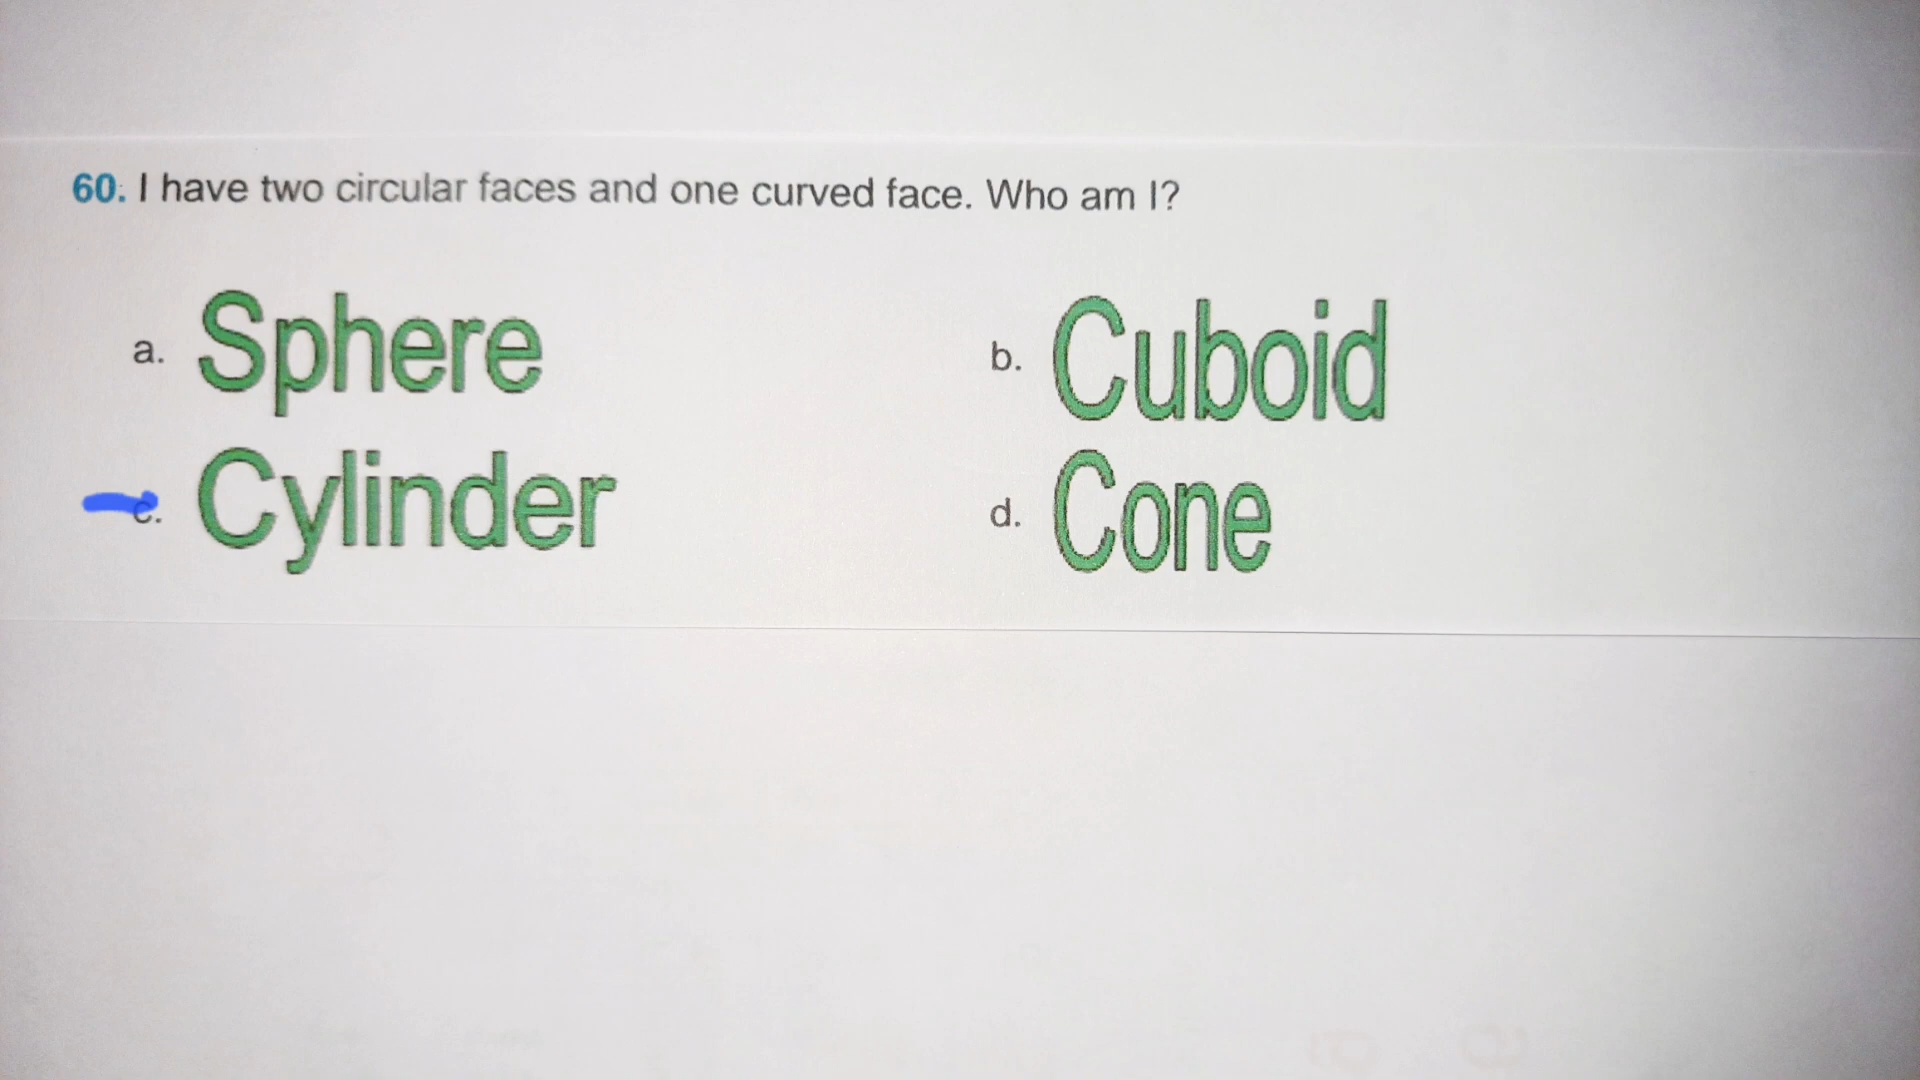 60. I have two circular faces and one curved face. Who am I?
a. Sphere
b. Cuboid
c. Cylinder
d. Cone